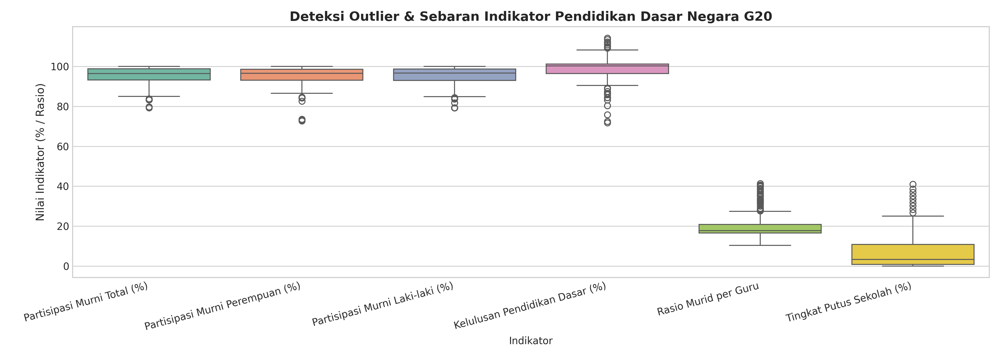 Deteksi Outlier & Sebaran Indikator Pendidikan Dasar Negara G20
Nilai Indikator (% / Rasio)
100
80
60
40
20
0
Partisipasi Murni Total (%)
Partisipasi Murni Perempuan (%)
Partisipasi Murni Laki-laki (%)
Kelulusan Pendidikan Dasar (%)
Rasio Murid per Guru
Tingkat Putus Sekolah (%)
Indikator